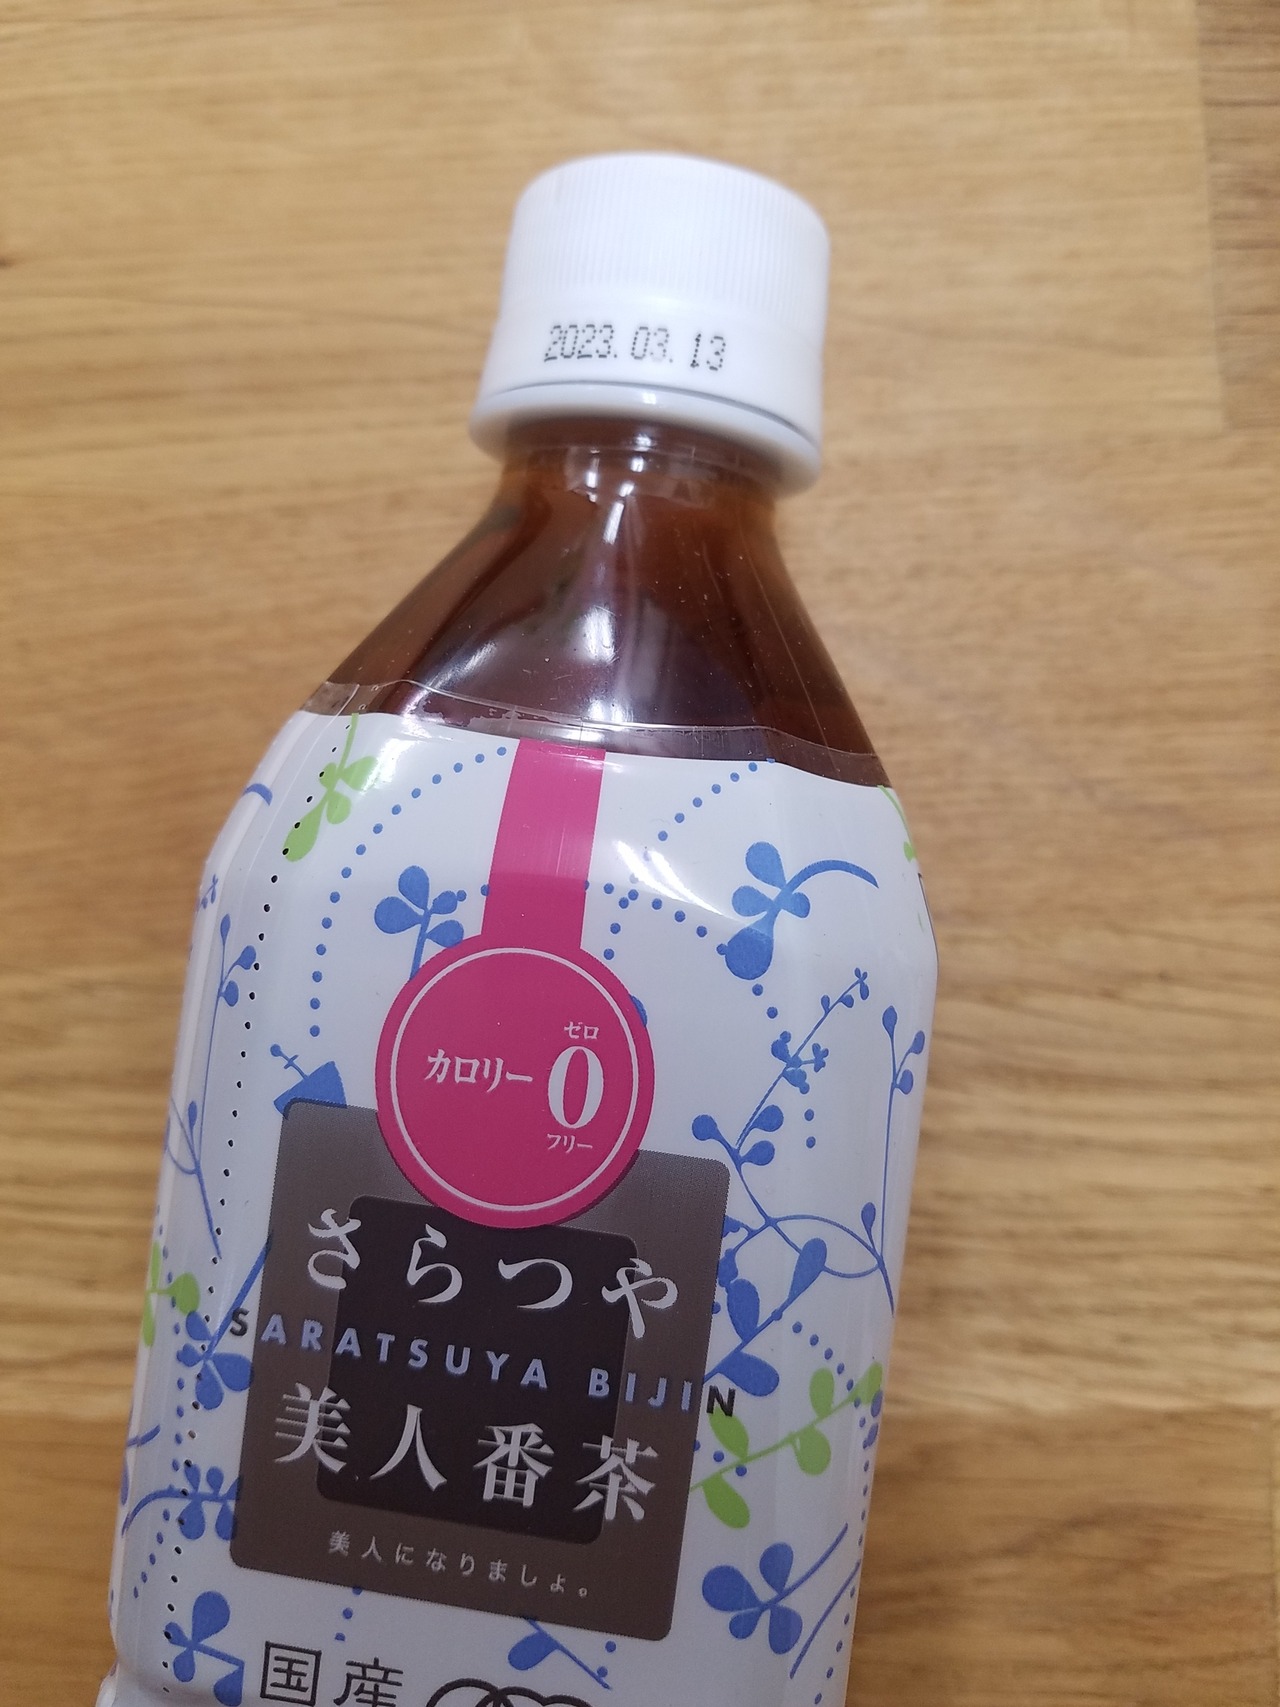 2023.03.13
ゼロ
カロリー0
フリー
さらつや
SARATSUYA BIJIN
美人番茶
美人になりましょ。
国産